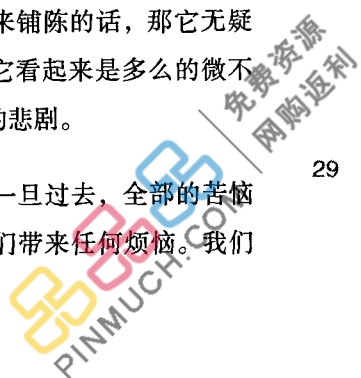 来铺陈的话，那它无疑
它看起来是多么的微不
的悲剧。
29
一旦过去，全部的苦恼
们带来任何烦恼。我们
免费资源
网购返利
PINMUCH.COM